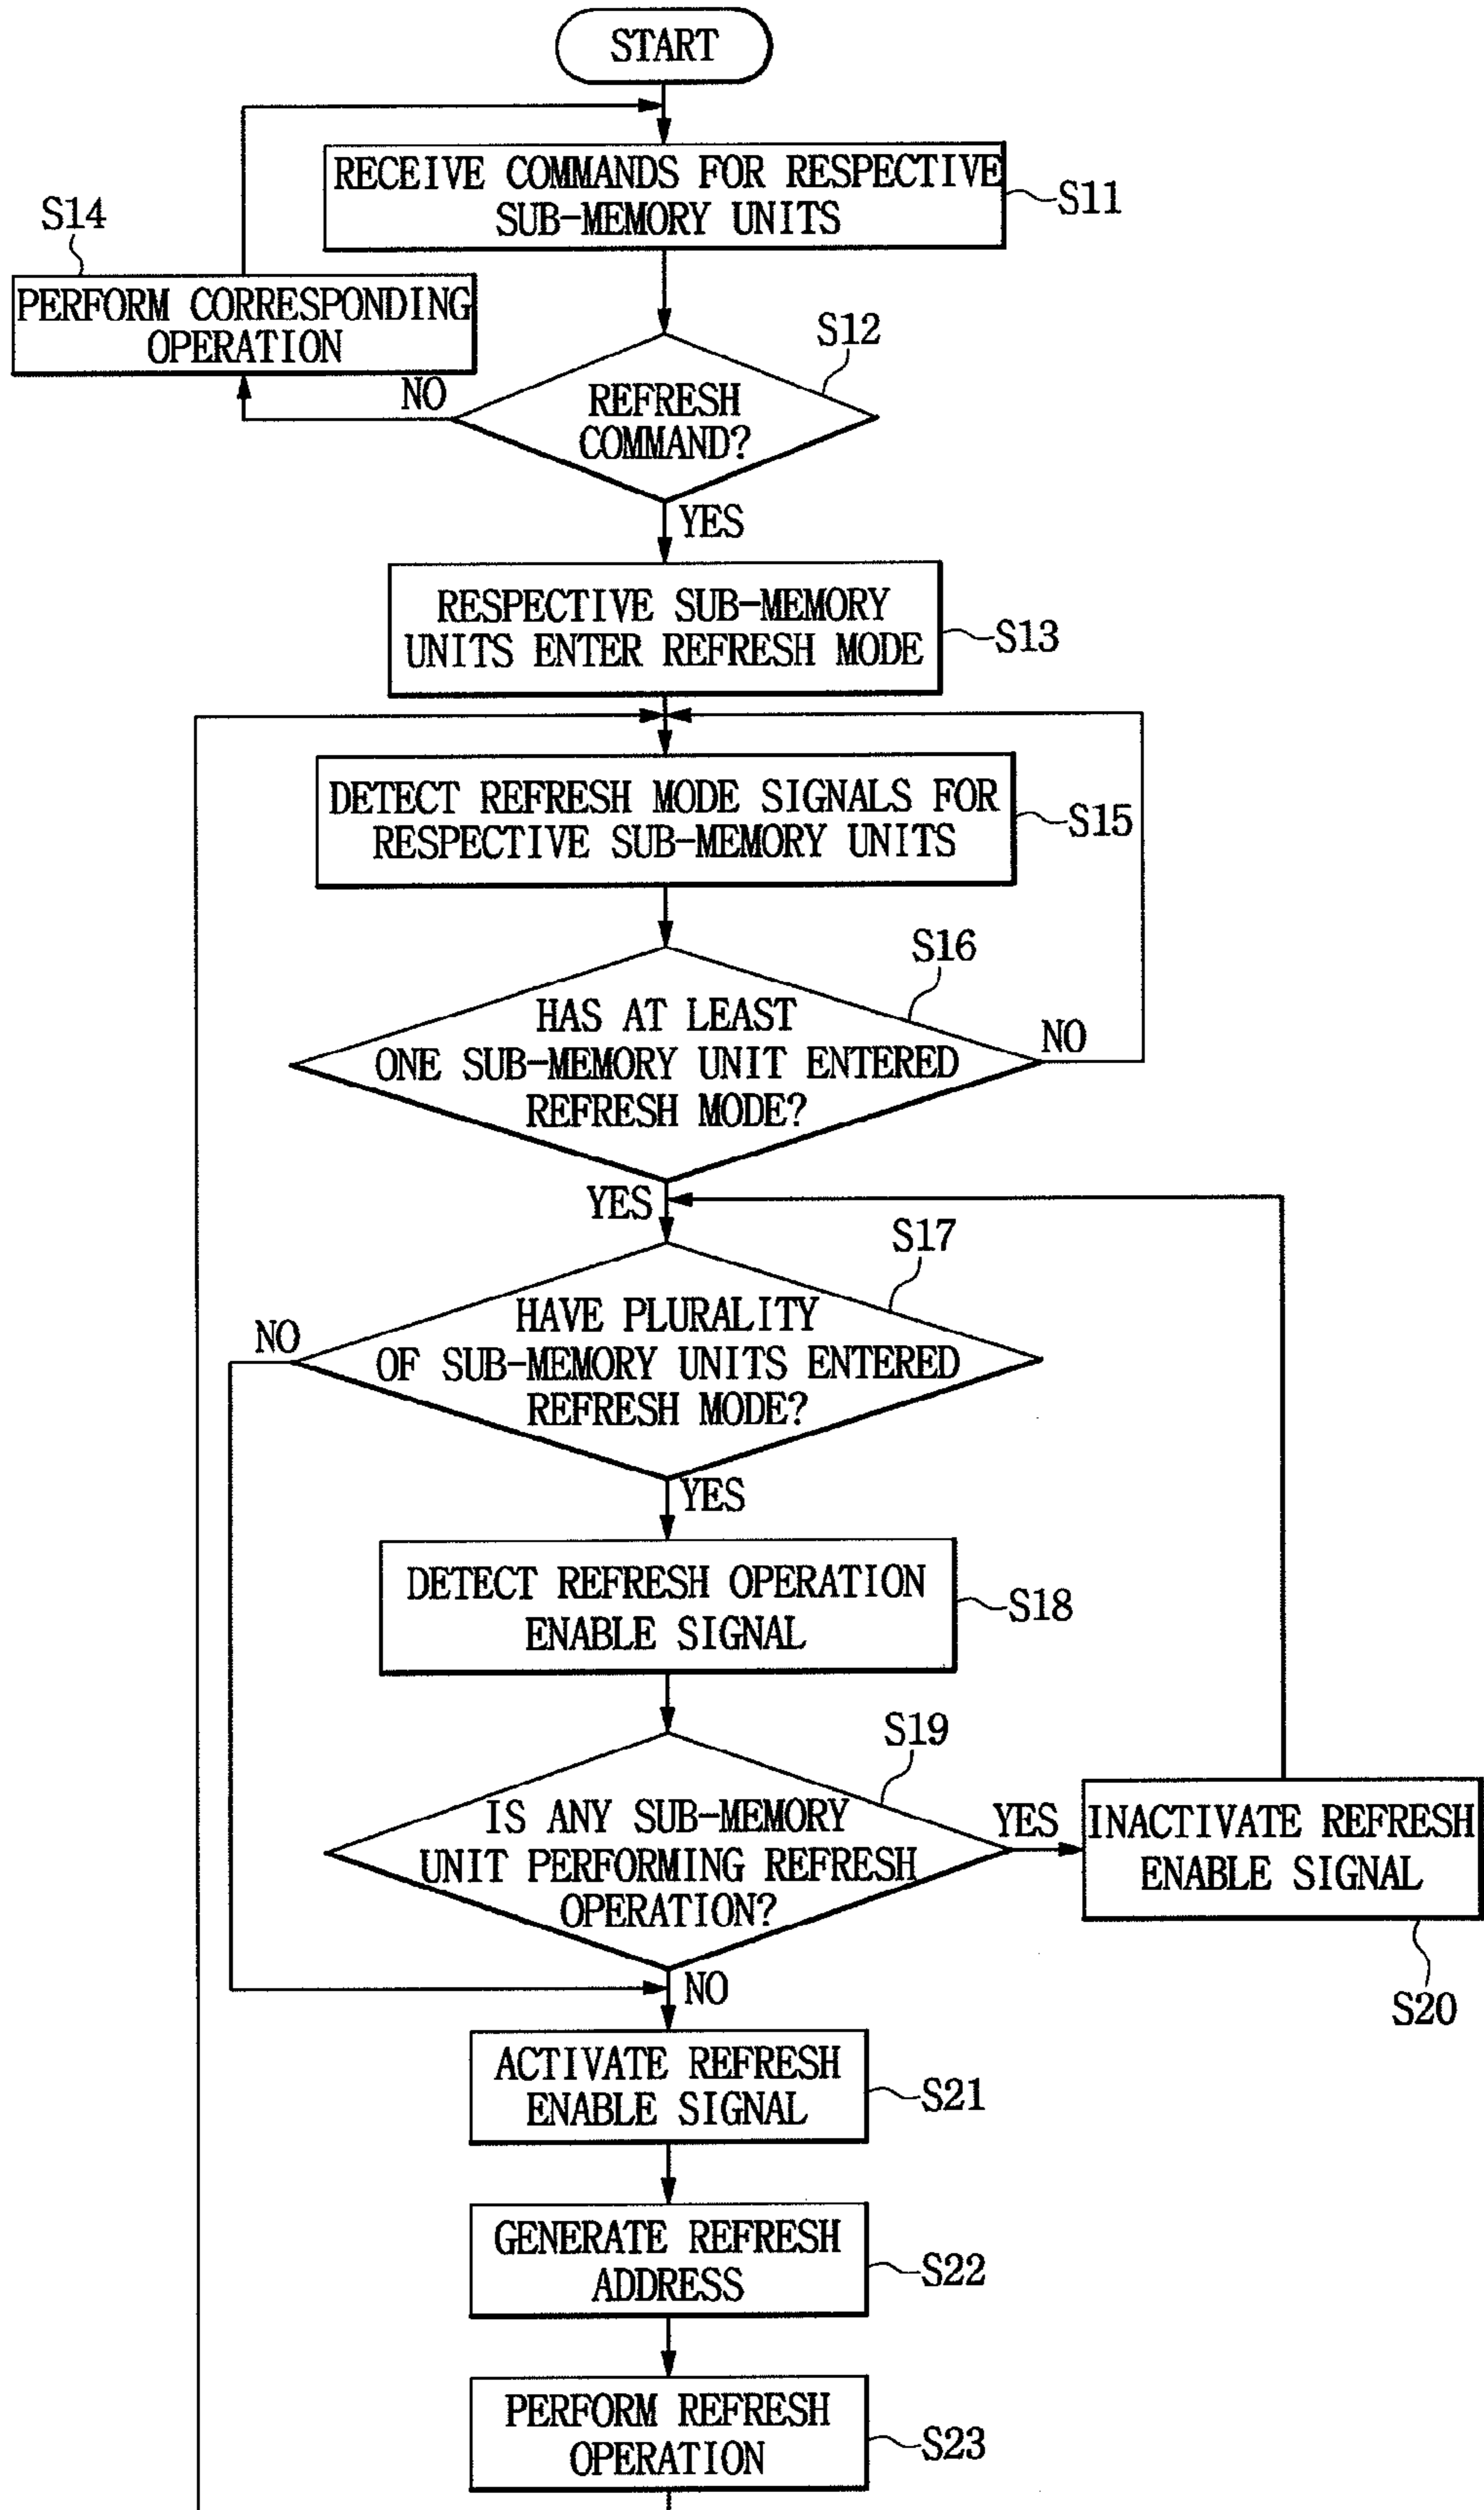 START
RECEIVE COMMANDS FOR RESPECTIVE
SUB-MEMORY UNITS
S11
S14
PERFORM CORRESPONDING
OPERATION
S12
NO
REFRESH
COMMAND?
YES
RESPECTIVE SUB-MEMORY
UNITS ENTER REFRESH MODE
S13
DETECT REFRESH MODE SIGNALS FOR
RESPECTIVE SUB-MEMORY UNITS
S15
S16
HAS AT LEAST
ONE SUB-MEMORY UNIT ENTERED
REFRESH MODE?
NO
YES
S17
HAVE PLURALITY
OF SUB-MEMORY UNITS ENTERED
REFRESH MODE?
NO
YES
DETECT REFRESH OPERATION
ENABLE SIGNAL
S18
S19
IS ANY SUB-MEMORY
UNIT PERFORMING REFRESH
OPERATION?
YES
INACTIVATE REFRESH
ENABLE SIGNAL
S20
NO
ACTIVATE REFRESH
ENABLE SIGNAL
S21
GENERATE REFRESH
ADDRESS
S22
PERFORM REFRESH
OPERATION
S23